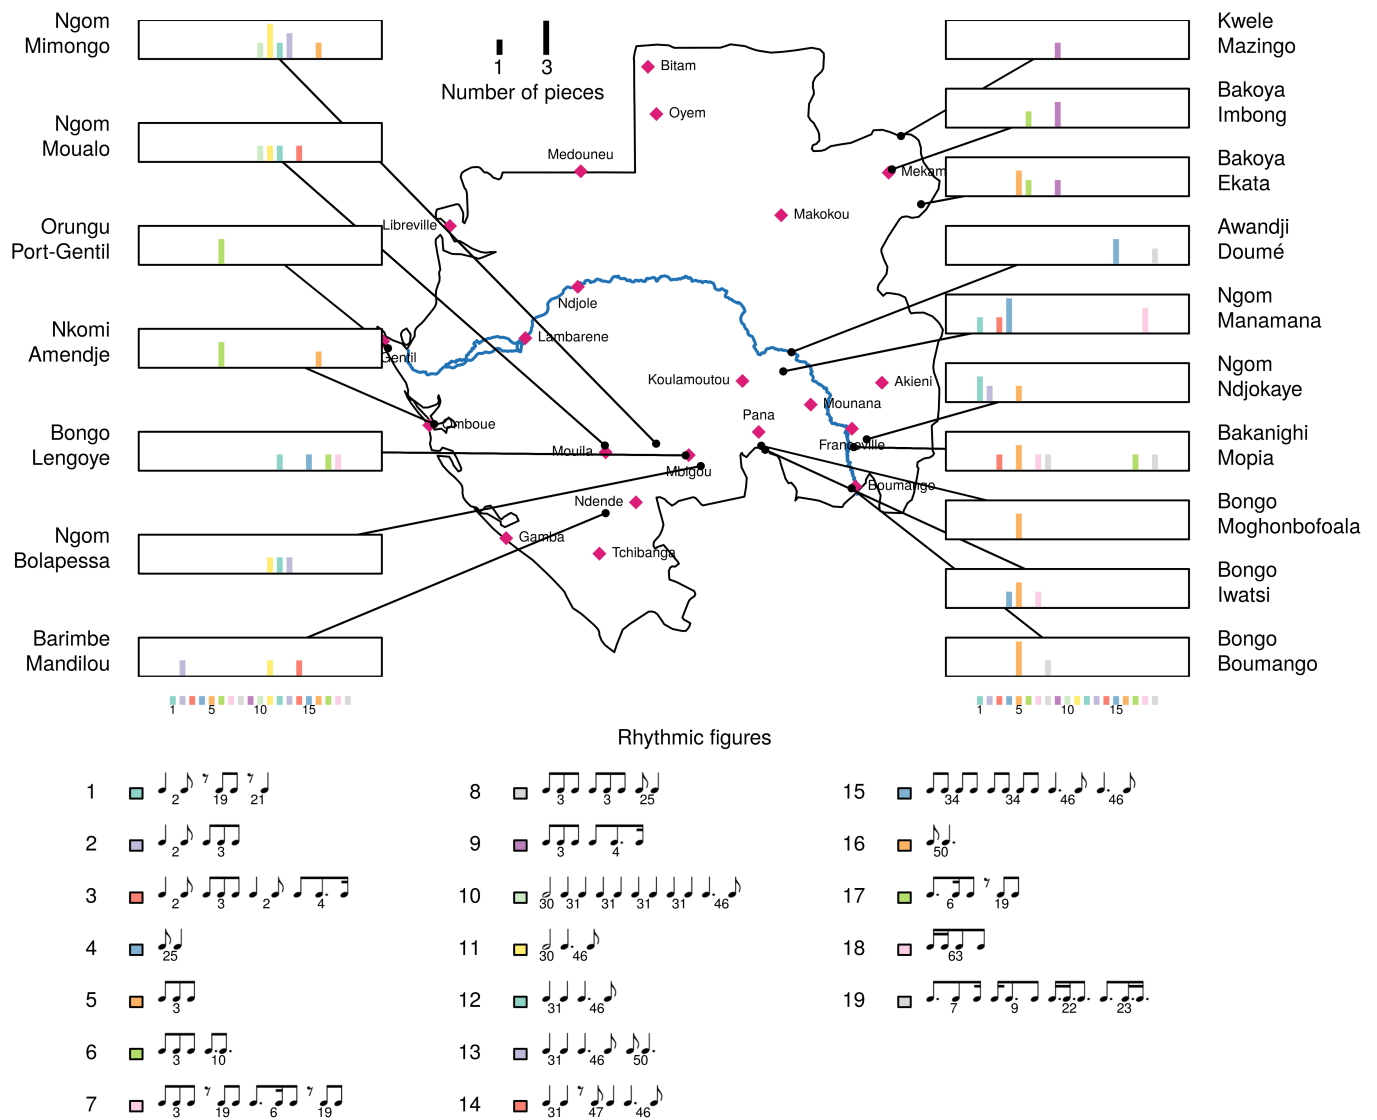 Ngom
Mimongo
Ngom
Moualo
Orungu
Port-Gentil
Nkomi
Amendje
Bongo
Lengoye
Ngom
Bolapessa
Barimbe
Mandilou
1 5 10 15
1 3
Number of pieces
Bitam
Oyem
Medouneu
Mekam
Libreville
Makokou
Ndjole
Lambarene
Gentil
Koulamoutou
Akieni
Mounana
Pana
Omboue
Franceville
Mouila
Mbigou
Boumango
Ndende
Gamba
Tchibanga
Kwele
Mazingo
Bakoya
Imbong
Bakoya
Ekata
Awandji
Doumé
Ngom
Manamana
Ngom
Ndjokaye
Bakanighi
Mopia
Bongo
Moghonbofoala
Bongo
Iwatsi
Bongo
Boumango
1 5 10 15
Rhythmic figures
1 2 19 21
2 2 3
3 2 3 2 4
4 25
5 3
6 3 10
7 3 19 6 19
8 3 3 25
9 3 4
10 30 31 31 31 31 46
11 30 46
12 31 46
13 31 46 50
14 31 47 46
15 34 34 46 46
16 50
17 6 19
18 63
19 7 9 22 23